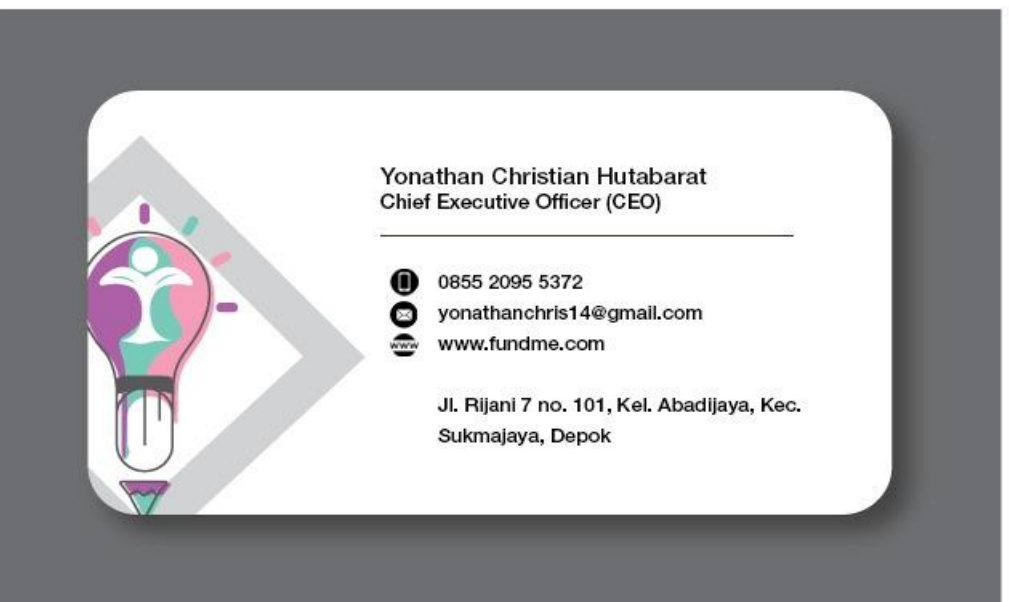 Yonathan Christian Hutabarat
Chief Executive Officer (CEO)
0855 2095 5372
yonathanchris14@gmail.com
www www.fundme.com
Jl. Rijani 7 no. 101, Kel. Abadijaya, Kec.
Sukmajaya, Depok